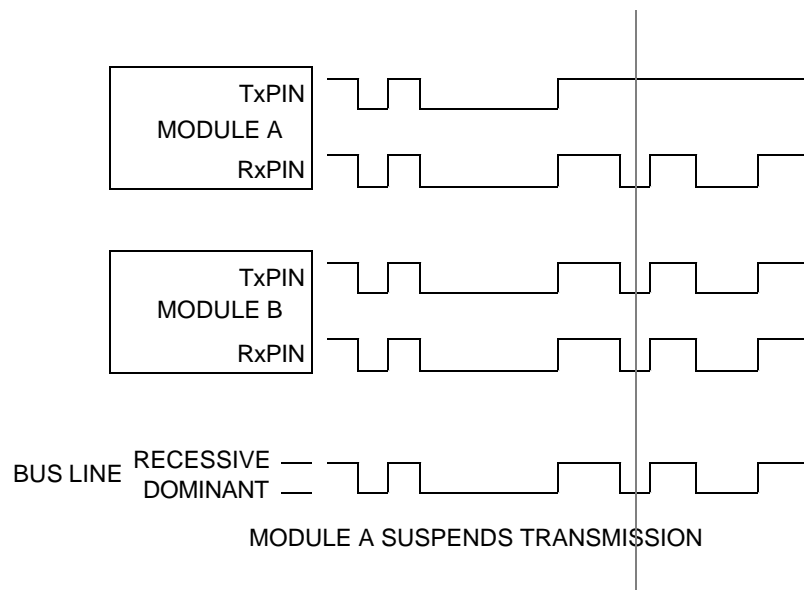 TxPIN
MODULE A
RxPIN
TxPIN
MODULE B
RxPIN
BUS LINE RECESSIVE
DOMINANT
MODULE A SUSPENDS TRANSMISSION